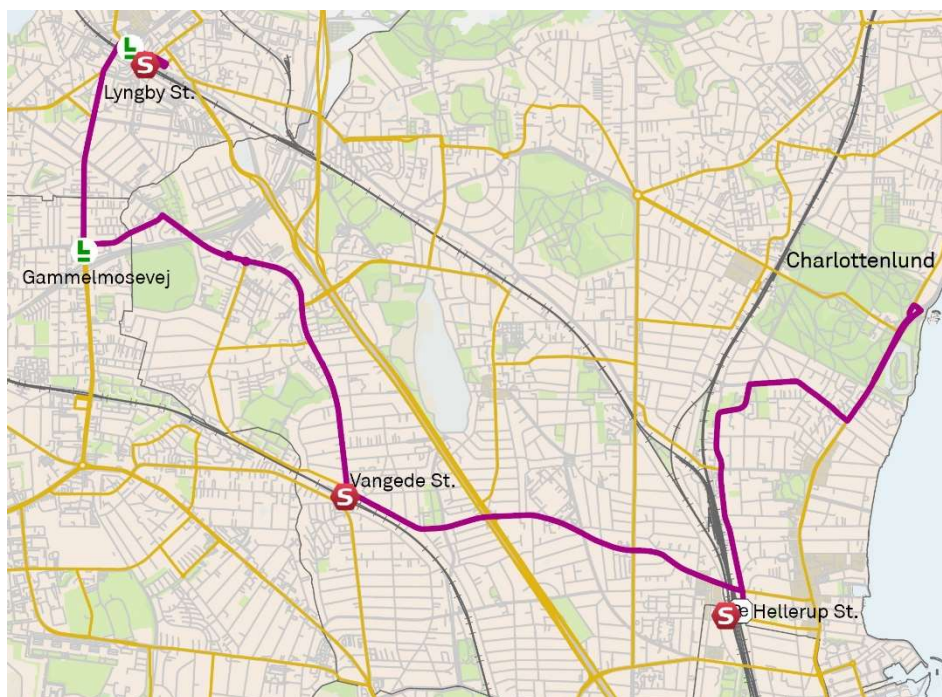 L
S
Lyngby St.
L
Gammelmosevej
Charlottenlund
Vangede St.
S
S
e
Hellerup St.